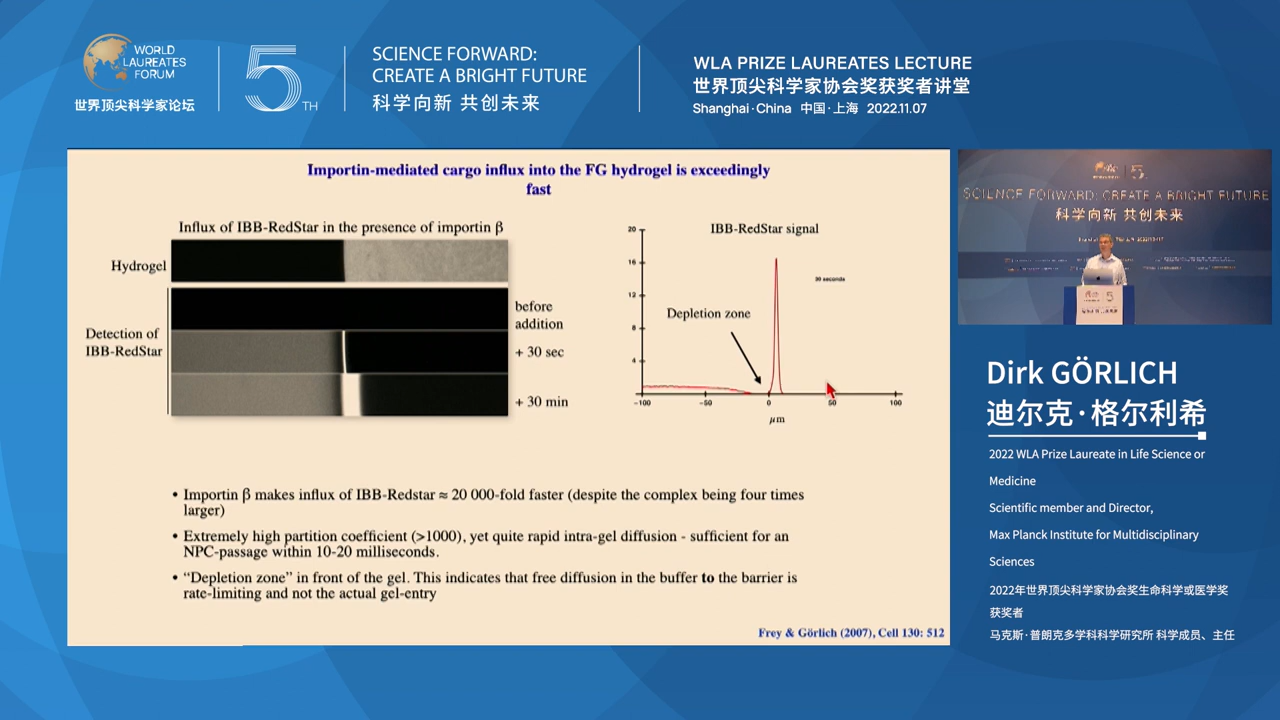 WORLD
LAUREATES
FORUM
世界顶尖科学家论坛
5TH
SCIENCE FORWARD:
CREATE A BRIGHT FUTURE
科学向新 共创未来
WLA PRIZE LAUREATES LECTURE
世界顶尖科学家协会奖获奖者讲堂
Shanghai·China 中国·上海 2022.11.07
Importin-mediated cargo influx into the FG hydrogel is exceedingly
fast
Influx of IBB-RedStar in the presence of importin β
Hydrogel
Detection of
IBB-RedStar
before
addition
+ 30 sec
+ 30 min
IBB-RedStar signal
20
16
12
8
4
30 seconds
Depletion zone
-100
-50
0
50
100
μm
• Importin β makes influx of IBB-Redstar ≈ 20 000-fold faster (despite the complex being four times
larger)
• Extremely high partition coefficient (>1000), yet quite rapid intra-gel diffusion - sufficient for an
NPC-passage within 10-20 milliseconds.
• “Depletion zone” in front of the gel. This indicates that free diffusion in the buffer to the barrier is
rate-limiting and not the actual gel-entry
Frey & Görlich (2007), Cell 130: 512
5
SCIENCE FORWARD: CREATE A BRIGHT FUTURE
科学向新 共创未来
Dirk GÖRLICH
迪尔克·格尔利希
2022 WLA Prize Laureate in Life Science or
Medicine
Scientific member and Director,
Max Planck Institute for Multidisciplinary
Sciences
2022年世界顶尖科学家协会奖生命科学或医学奖
获奖者
马克斯·普朗克多学科科学研究所 科学成员、主任